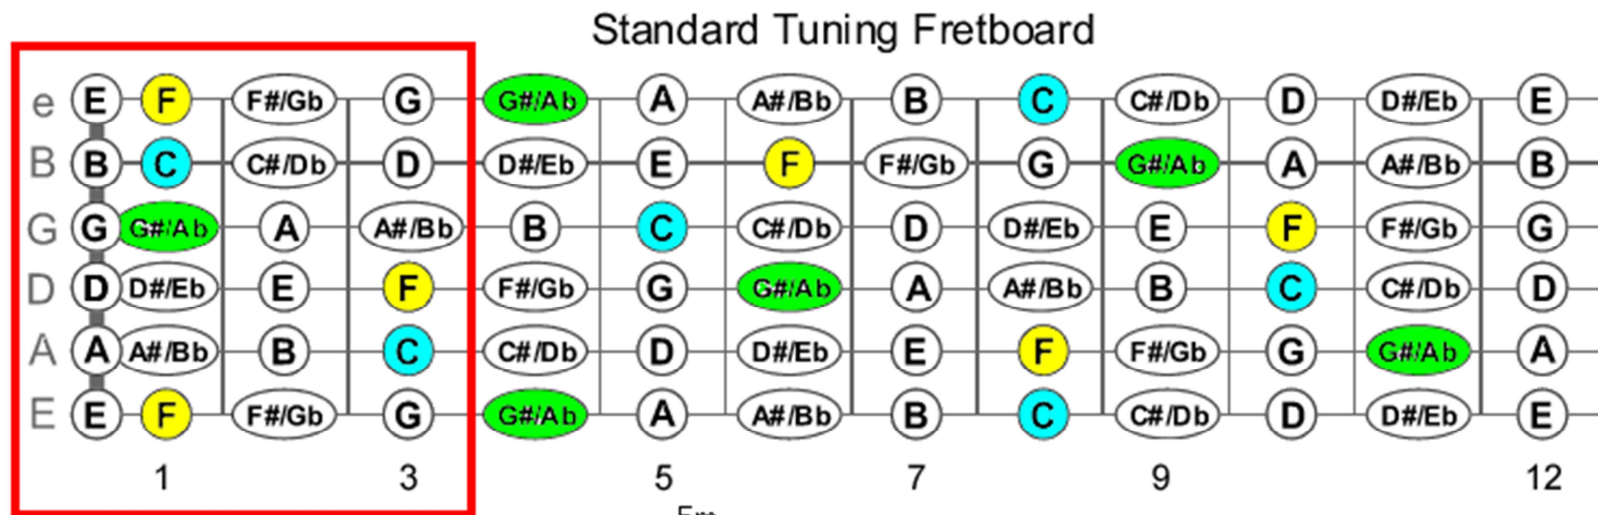 Standard Tuning Fretboard
e E F F#/Gb G G#/Ab A A#/Bb B C C#/Db D D#/Eb E
B B C C#/Db D D#/Eb E F F#/Gb G G#/Ab A A#/Bb B
G G G#/Ab A A#/Bb B C C#/Db D D#/Eb E F F#/Gb G
D D D#/Eb E F F#/Gb G G#/Ab A A#/Bb B C C#/Db D
A A A#/Bb B C C#/Db D D#/Eb E F F#/Gb G G#/Ab A
E E F F#/Gb G G#/Ab A A#/Bb B C C#/Db D D#/Eb E
1 3 5 7 9 12